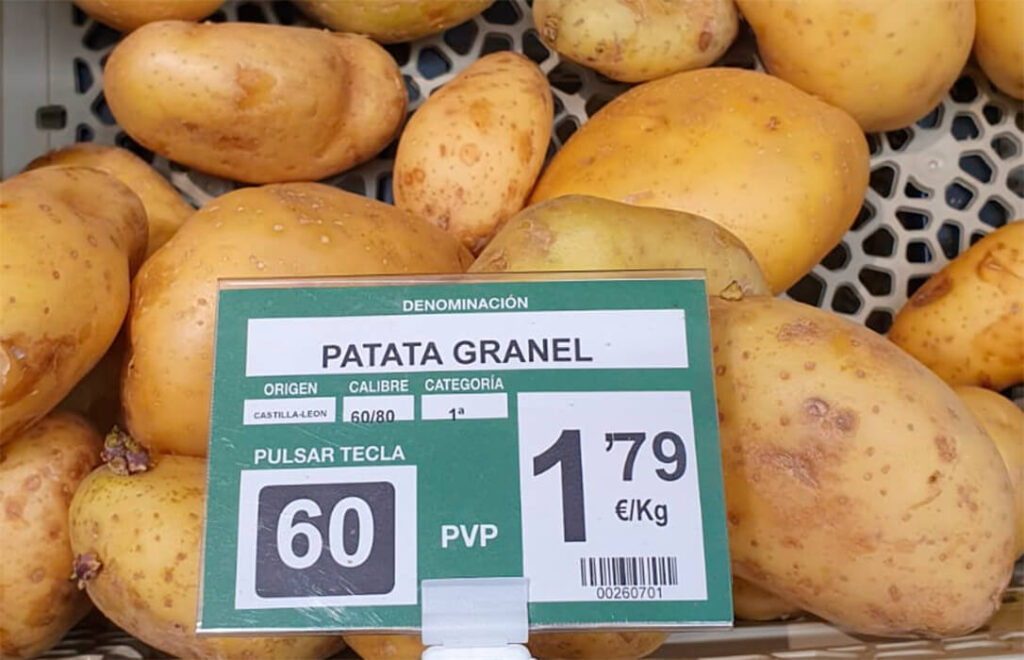 DENOMINACIÓN
PATATA GRANEL
ORIGEN CALIBRE CATEGORÍA
CASTILLA-LEON 60/80 1ª
PULSAR TECLA
60
PVP
1’79
€/Kg
00260701